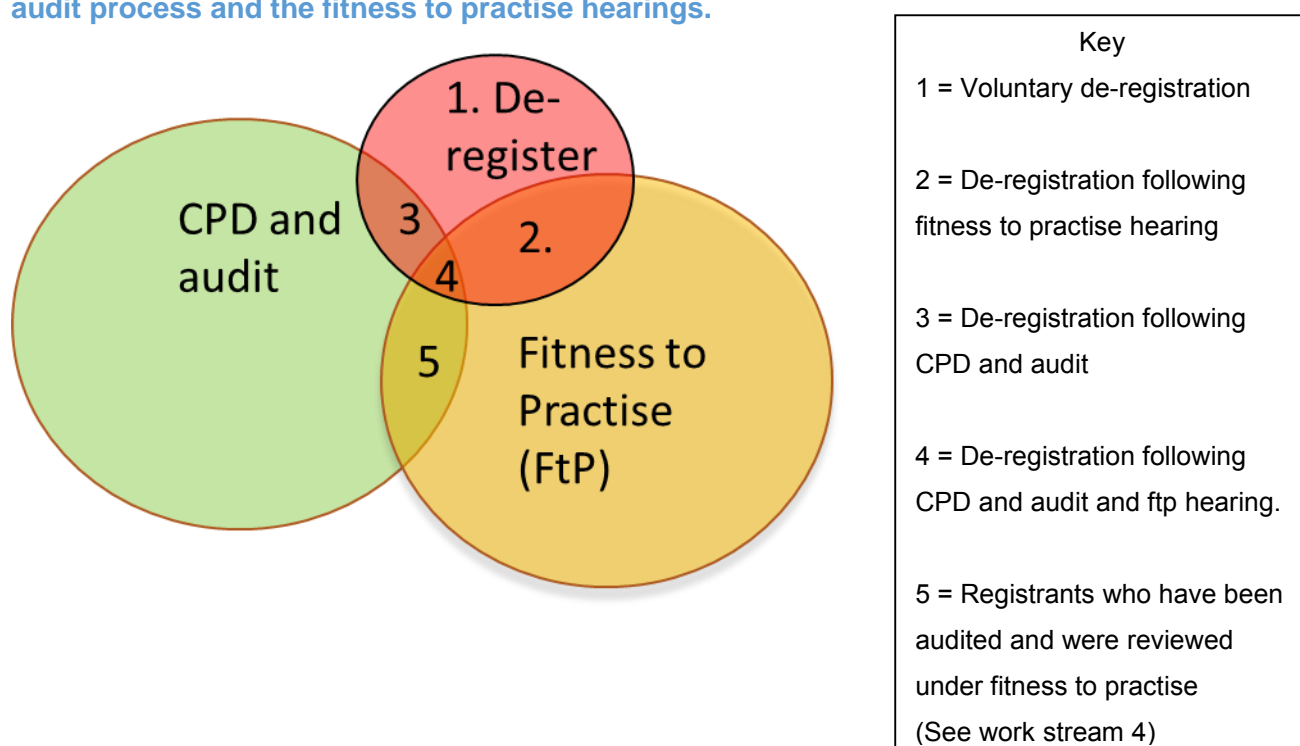 audit process and the fitness to practise hearings.
1. De-
register
CPD and
audit
3
2.
4
5
Fitness to
Practise
(FtP)
Key
1 = Voluntary de-registration
2 = De-registration following
fitness to practise hearing
3 = De-registration following
CPD and audit
4 = De-registration following
CPD and audit and ftp hearing.
5 = Registrants who have been
audited and were reviewed
under fitness to practise
(See work stream 4)